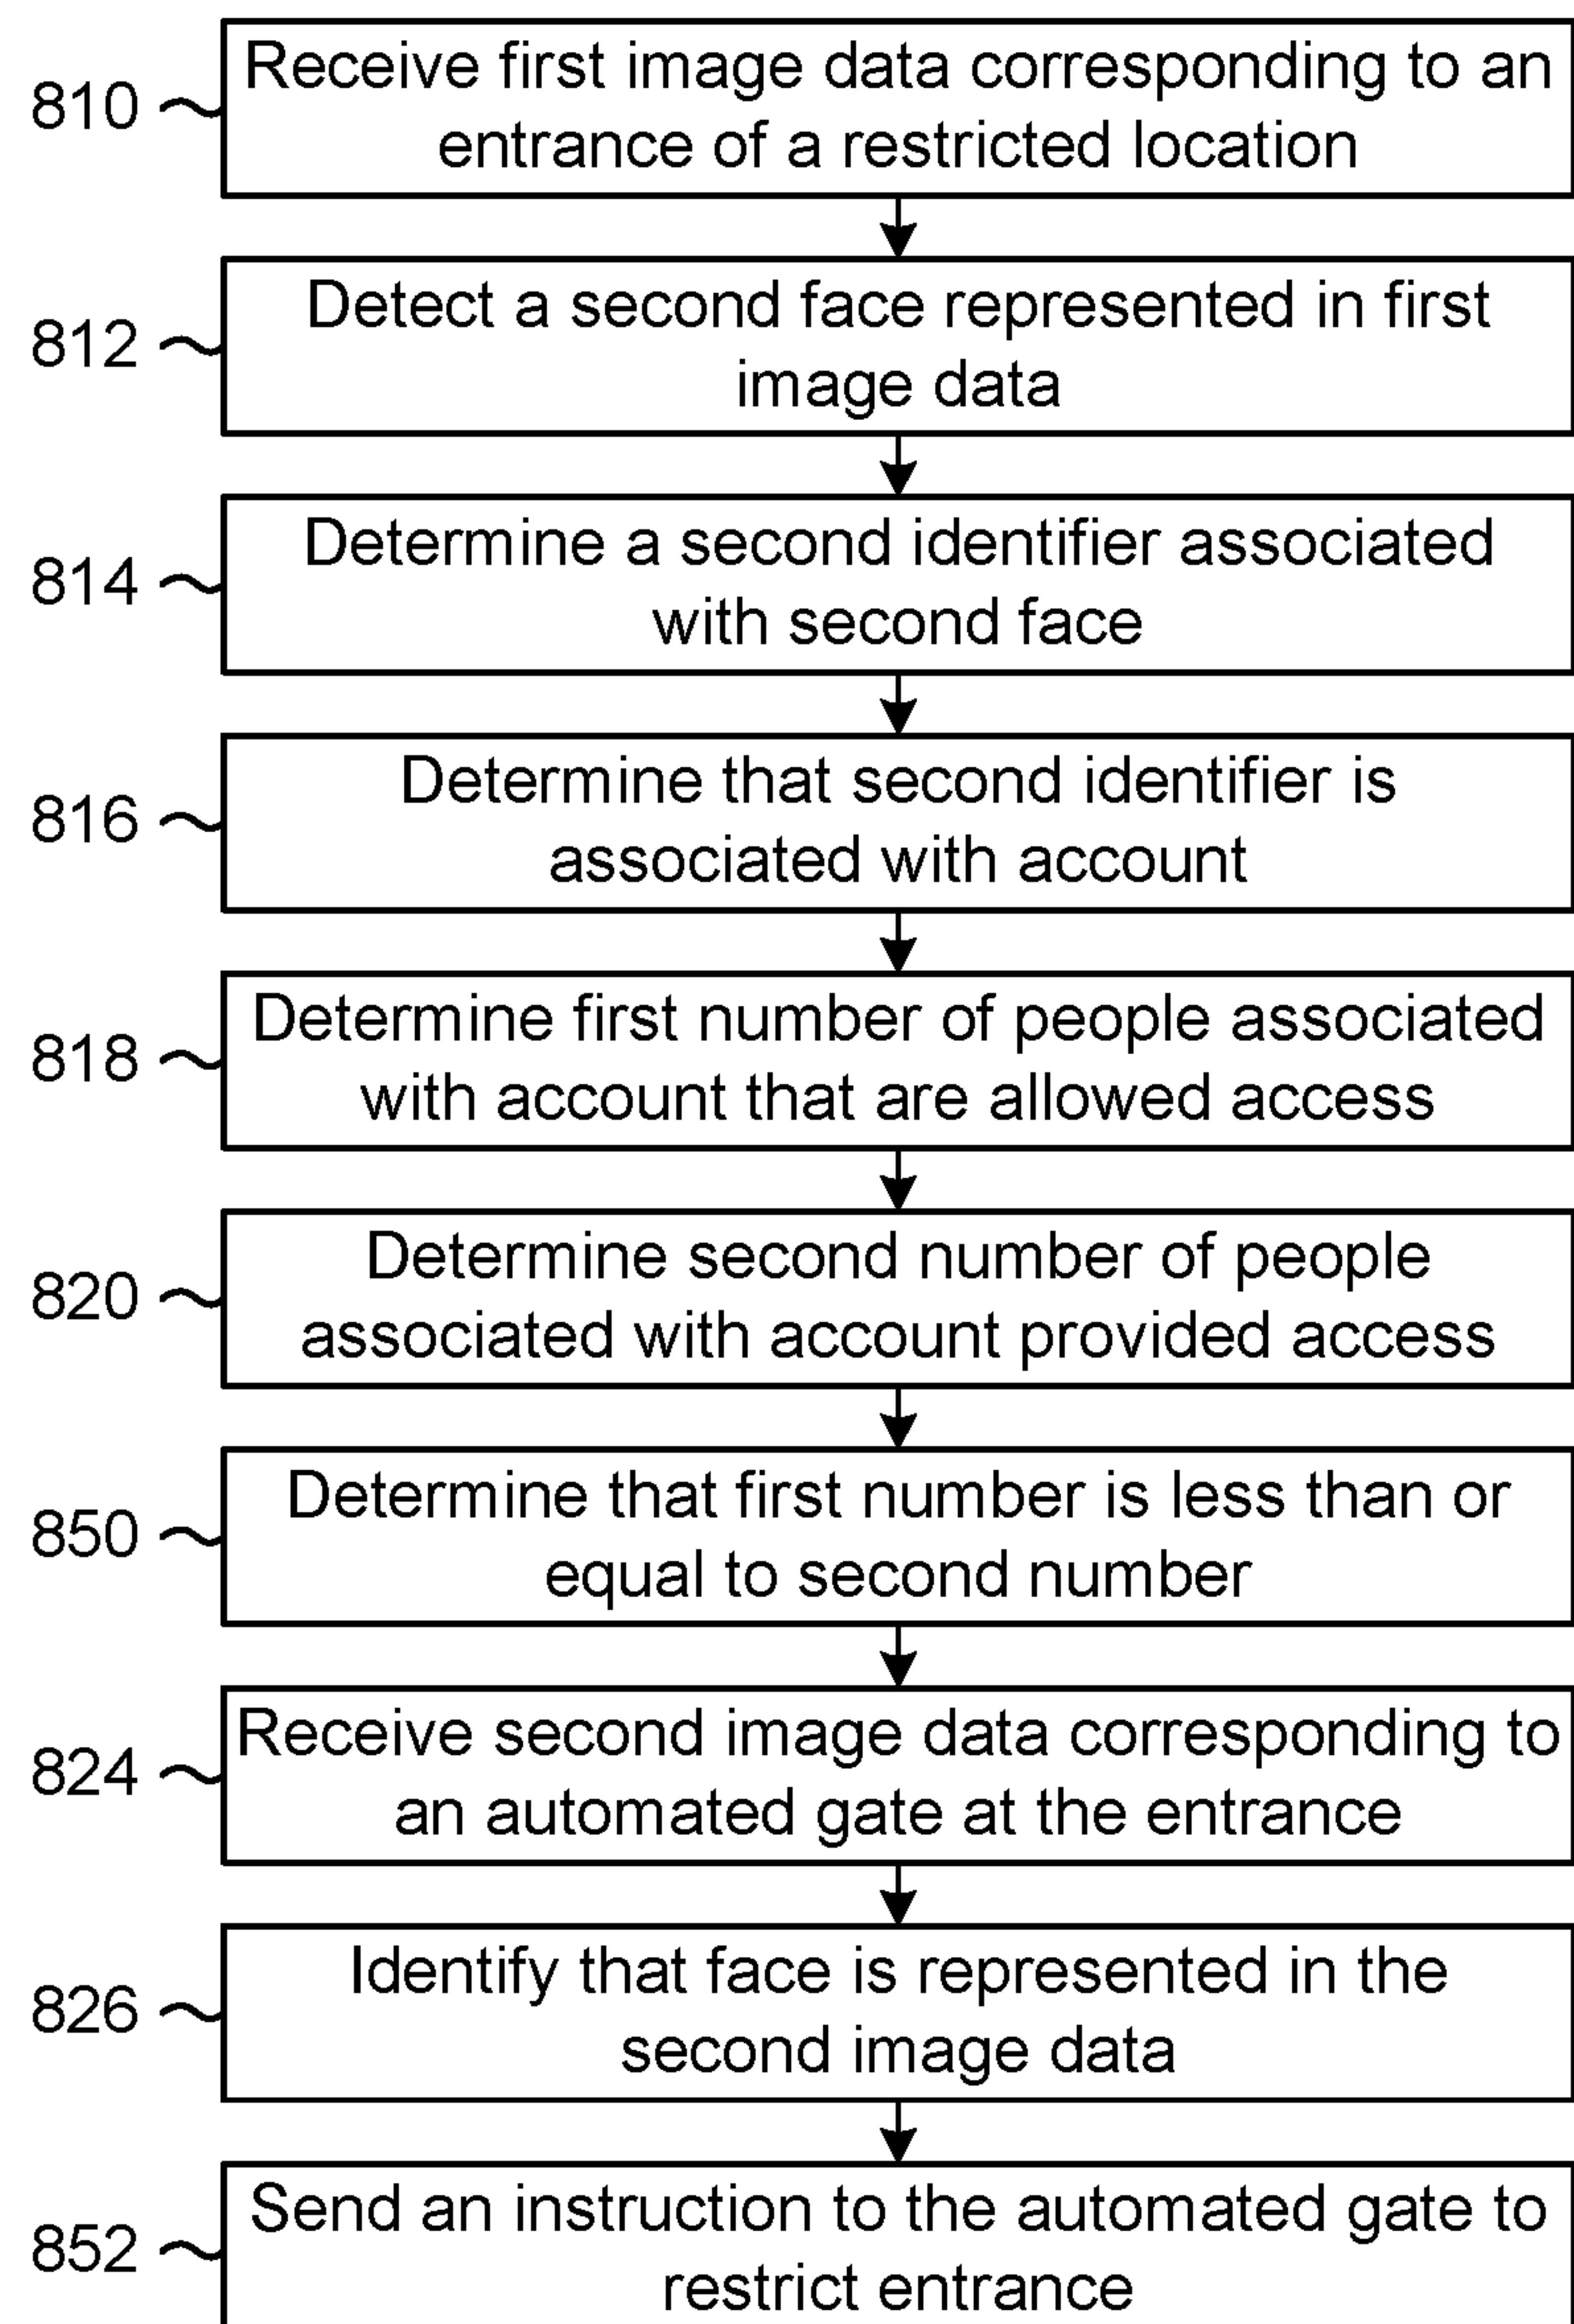 810
Receive first image data corresponding to an
entrance of a restricted location
812
Detect a second face represented in first
image data
814
Determine a second identifier associated
with second face
816
Determine that second identifier is
associated with account
818
Determine first number of people associated
with account that are allowed access
820
Determine second number of people
associated with account provided access
850
Determine that first number is less than or
equal to second number
824
Receive second image data corresponding to
an automated gate at the entrance
826
Identify that face is represented in the
second image data
852
Send an instruction to the automated gate to
restrict entrance